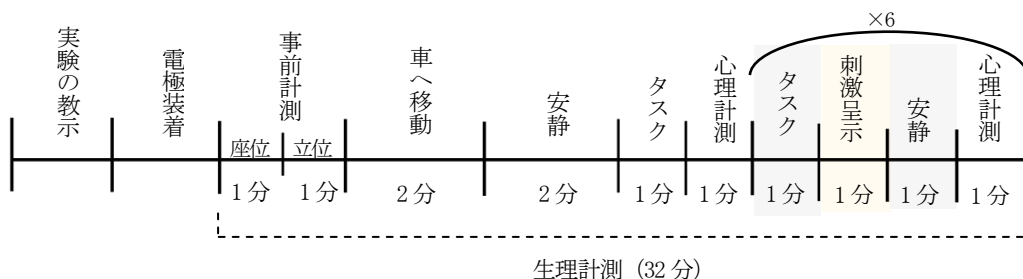 ×6
実験の教示
電極装着
事前計測
車へ移動
安静
タスク
心理計測
タスク
刺激呈示
安静
心理計測
座位
立位
1分
1分
2分
2分
1分
1分
1分
1分
1分
1分
生理計測（32分）